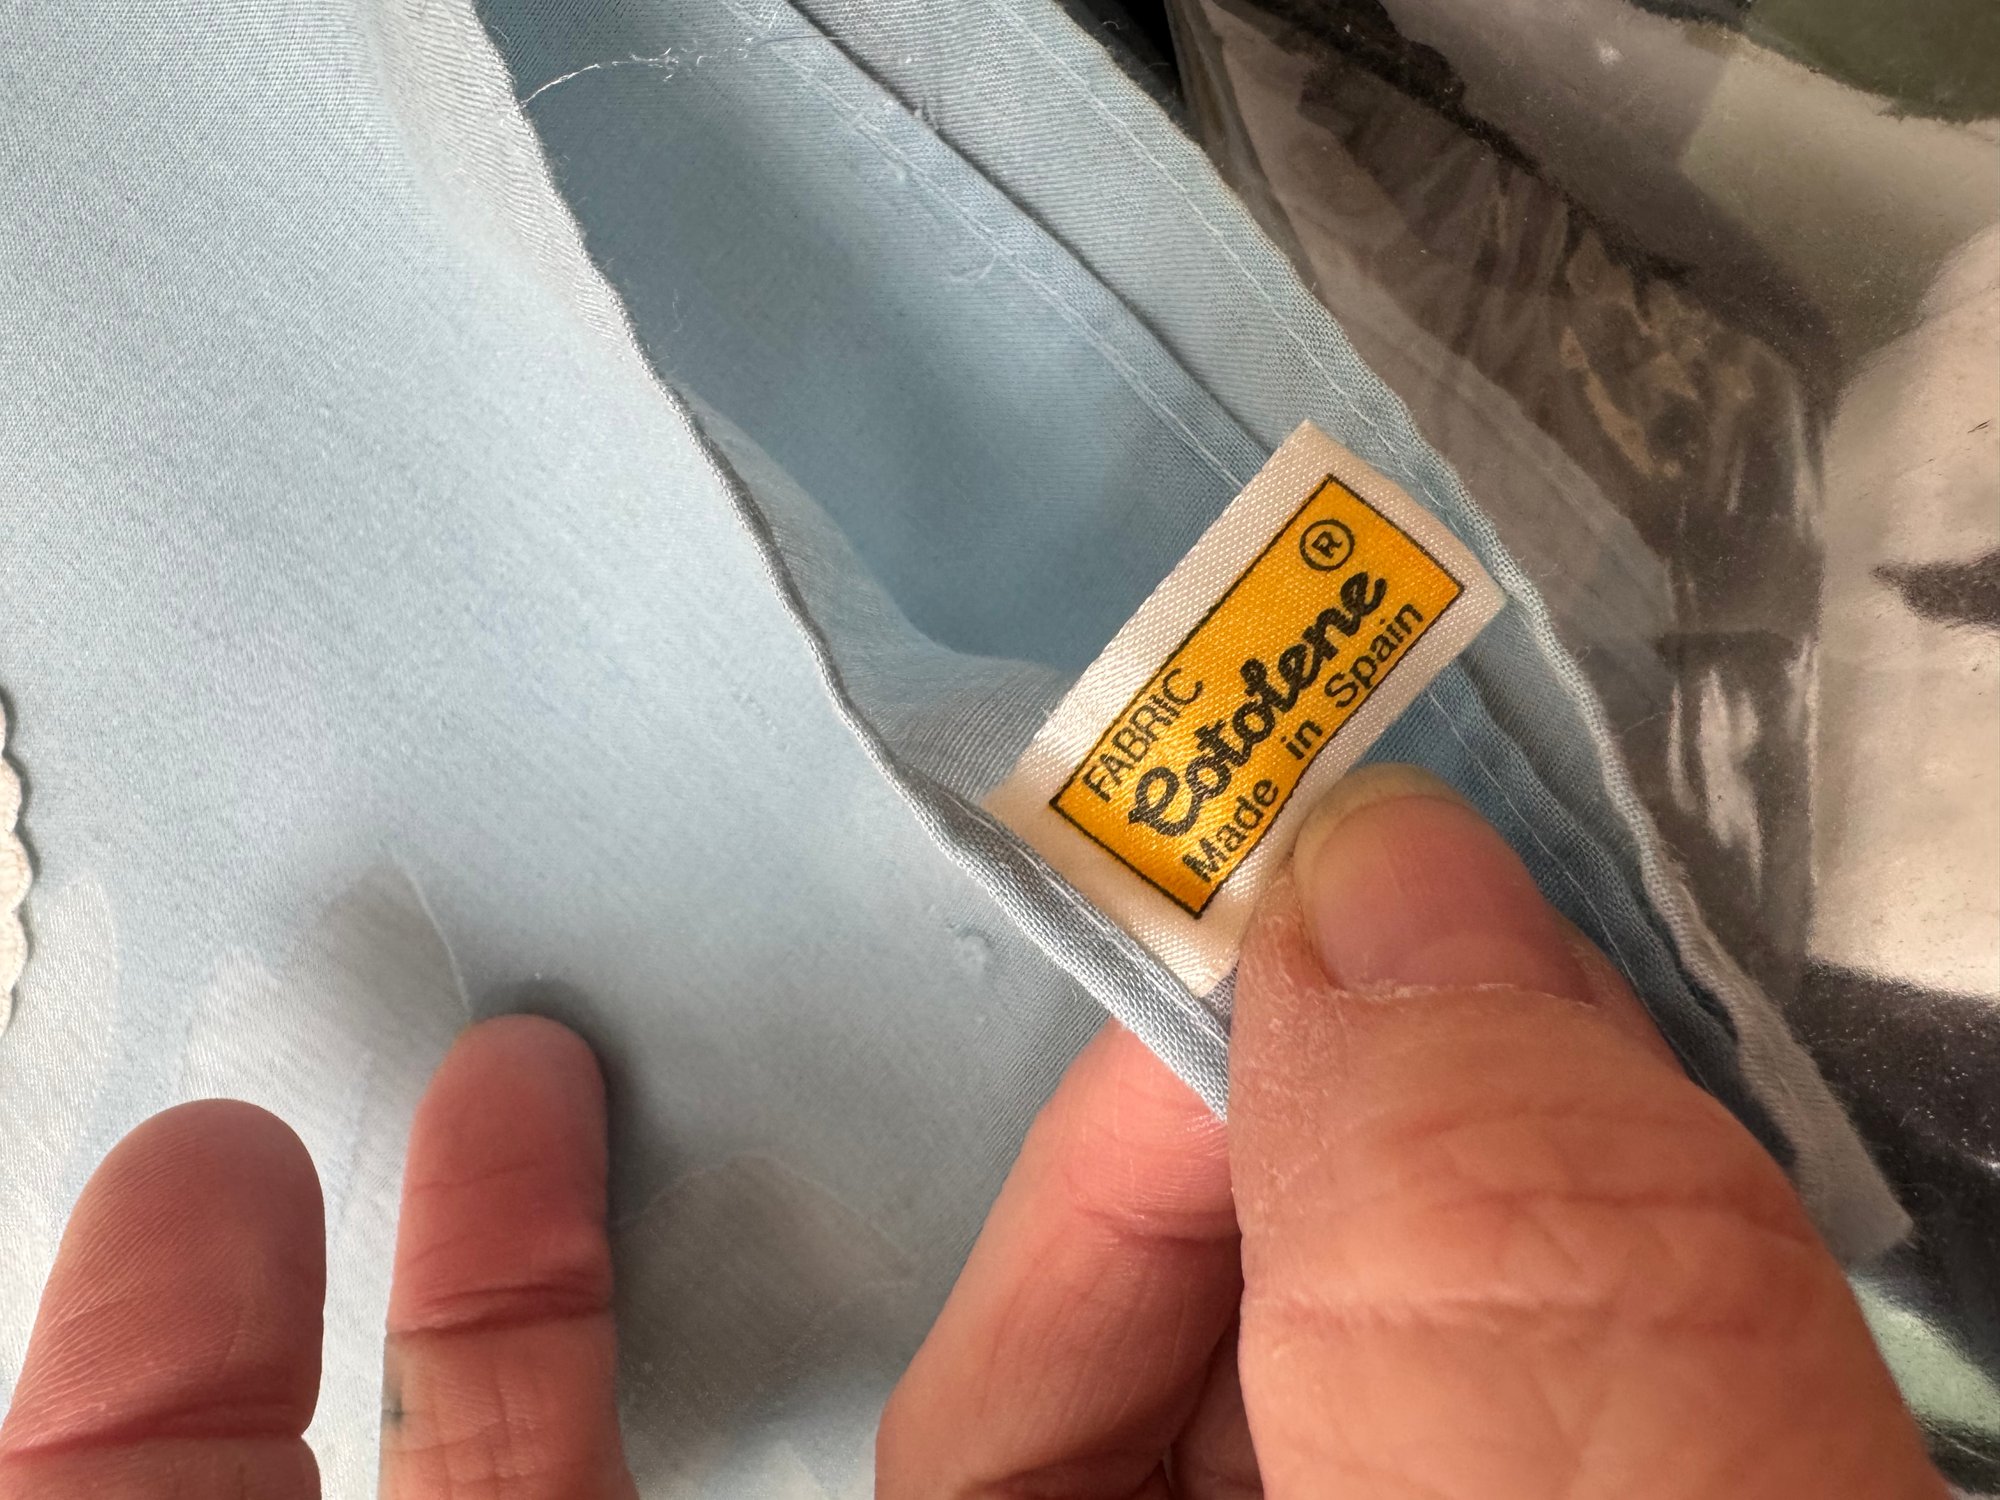 ®
FABRIC
Cotolene
Made in Spain